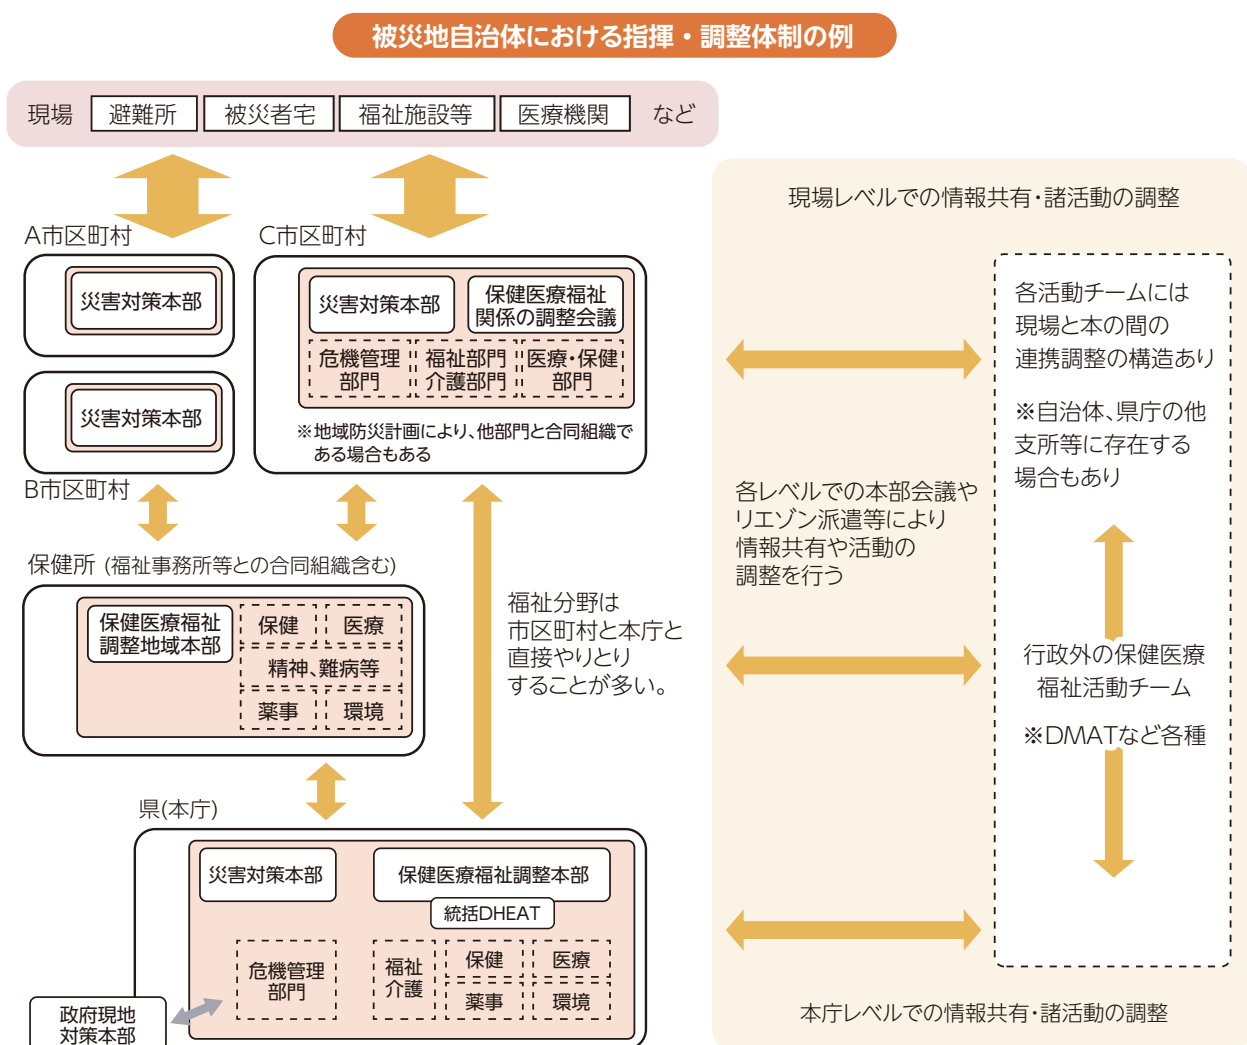 被災地自治体における指揮・調整体制の例
現場 避難所 被災者宅 福祉施設等 医療機関 など
A市区町村
災害対策本部
災害対策本部
B市区町村
C市区町村
災害対策本部
保健医療福祉
関係の調整会議
危機管理
部門
福祉部門
介護部門
医療・保健
部門
※地域防災計画により、他部門と合同組織で
ある場合もある
保健所 (福祉事務所等との合同組織含む)
保健医療福祉
調整地域本部
保健
医療
精神、難病等
薬事
環境
福祉分野は
市区町村と本庁と
直接やりとり
することが多い。
県(本庁)
災害対策本部
保健医療福祉調整本部
統括DHEAT
危機管理
部門
福祉
介護
保健
医療
薬事
環境
政府現地
対策本部
現場レベルでの情報共有・諸活動の調整
各活動チームには
現場と本の間の
連携調整の構造あり
※自治体、県庁の他
支所等に存在する
場合もあり
各レベルでの本部会議や
リエゾン派遣等により
情報共有や活動の
調整を行う
行政外の保健医療
福祉活動チーム
※DMATなど各種
本庁レベルでの情報共有・諸活動の調整